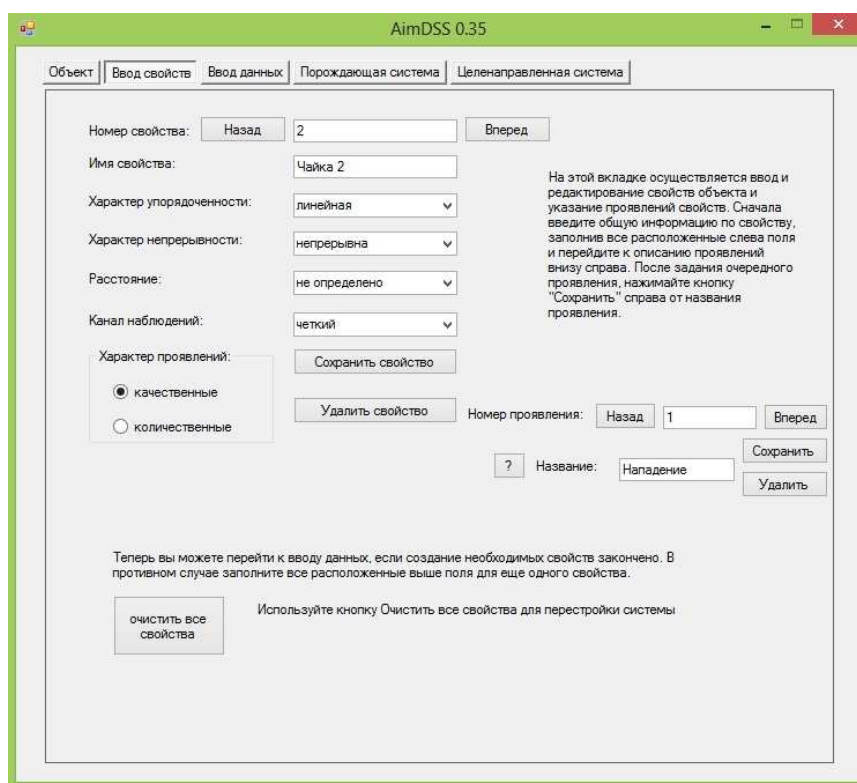 AimDSS 0.35
Объект Ввод свойств Ввод данных Порождающая система Целенаправленная система
Номер свойства: Назад 2 Вперед
Имя свойства: Чайка 2
Характер упорядоченности: линейная
Характер непрерывности: непрерывна
Расстояние: не определено
Канал наблюдений: четкий
На этой вкладке осуществляется ввод и
редактирование свойств объекта и
указание проявлений свойств. Сначала
введите общую информацию по свойству,
заполнив все расположенные слева поля
и перейдите к описанию проявлений
внизу справа. После задания очередного
проявления, нажимайте кнопку
"Сохранить" справа от названия
проявления.
Характер проявлений:
качественные
количественные
Сохранить свойство
Удалить свойство
Номер проявления: Назад 1 Вперед
? Название: Нападение
Сохранить
Удалить
Теперь вы можете перейти к вводу данных, если создание необходимых свойств закончено. В
противном случае заполните все расположенные выше поля для еще одного свойства.
очистить все
свойства
Используйте кнопку Очистить все свойства для перестройки системы